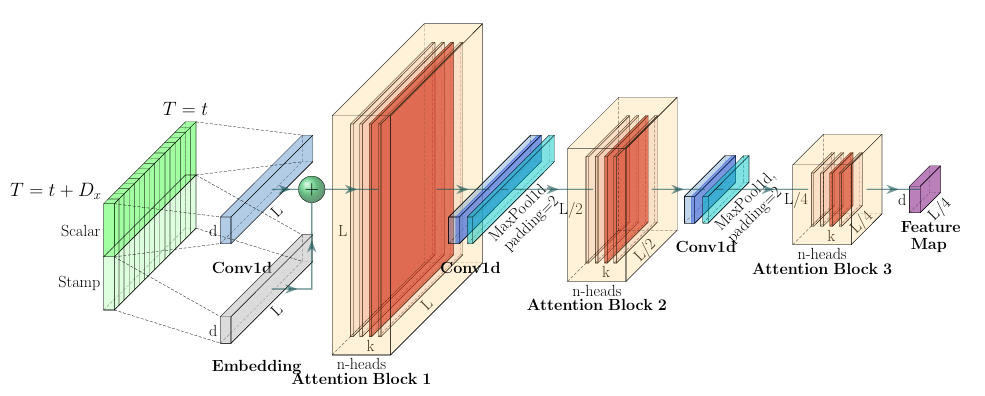 T = t
T = t + D_x
Scalar
Stamp
d
L
Conv1d
d
L
Embedding
+
L
L
k
n-heads
Attention Block 1
Conv1d
MaxPool1d,
padding=2
L/2
L/2
k
n-heads
Attention Block 2
Conv1d
MaxPool1d,
padding=2
L/4
L/4
k
n-heads
Attention Block 3
d
L/4
Feature
Map